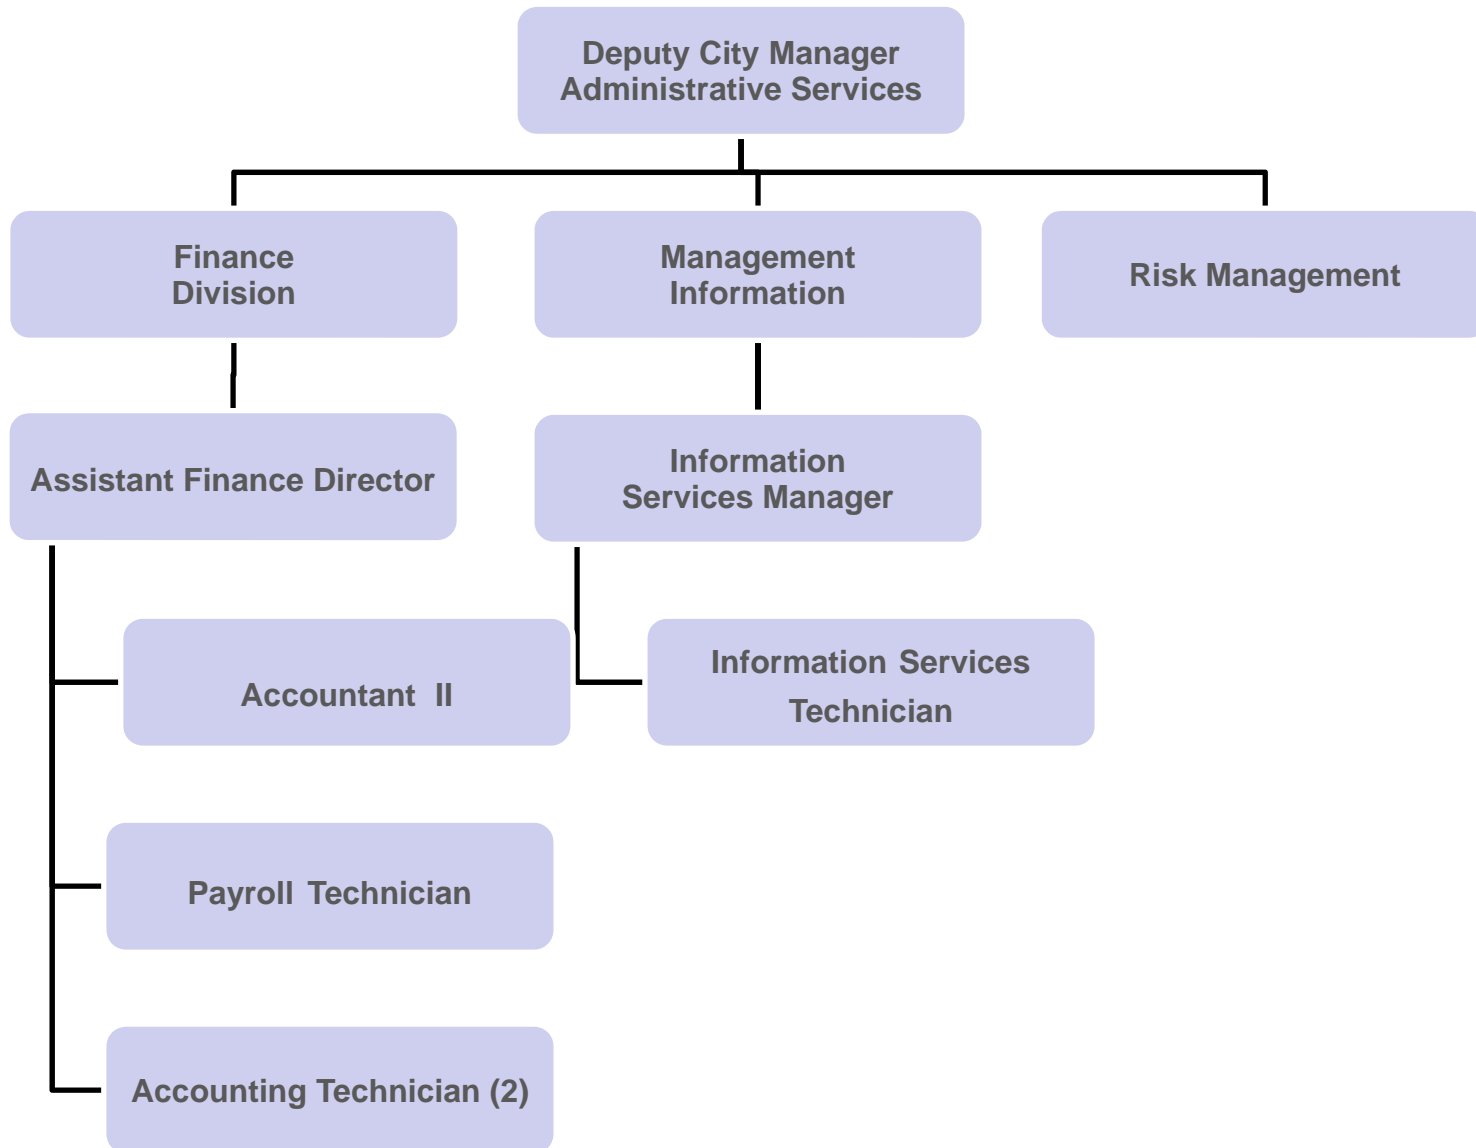 Deputy City Manager
Administrative Services
Finance
Division
Management
Information
Risk Management
Assistant Finance Director
Information
Services Manager
Accountant II
Information Services
Technician
Payroll Technician
Accounting Technician (2)